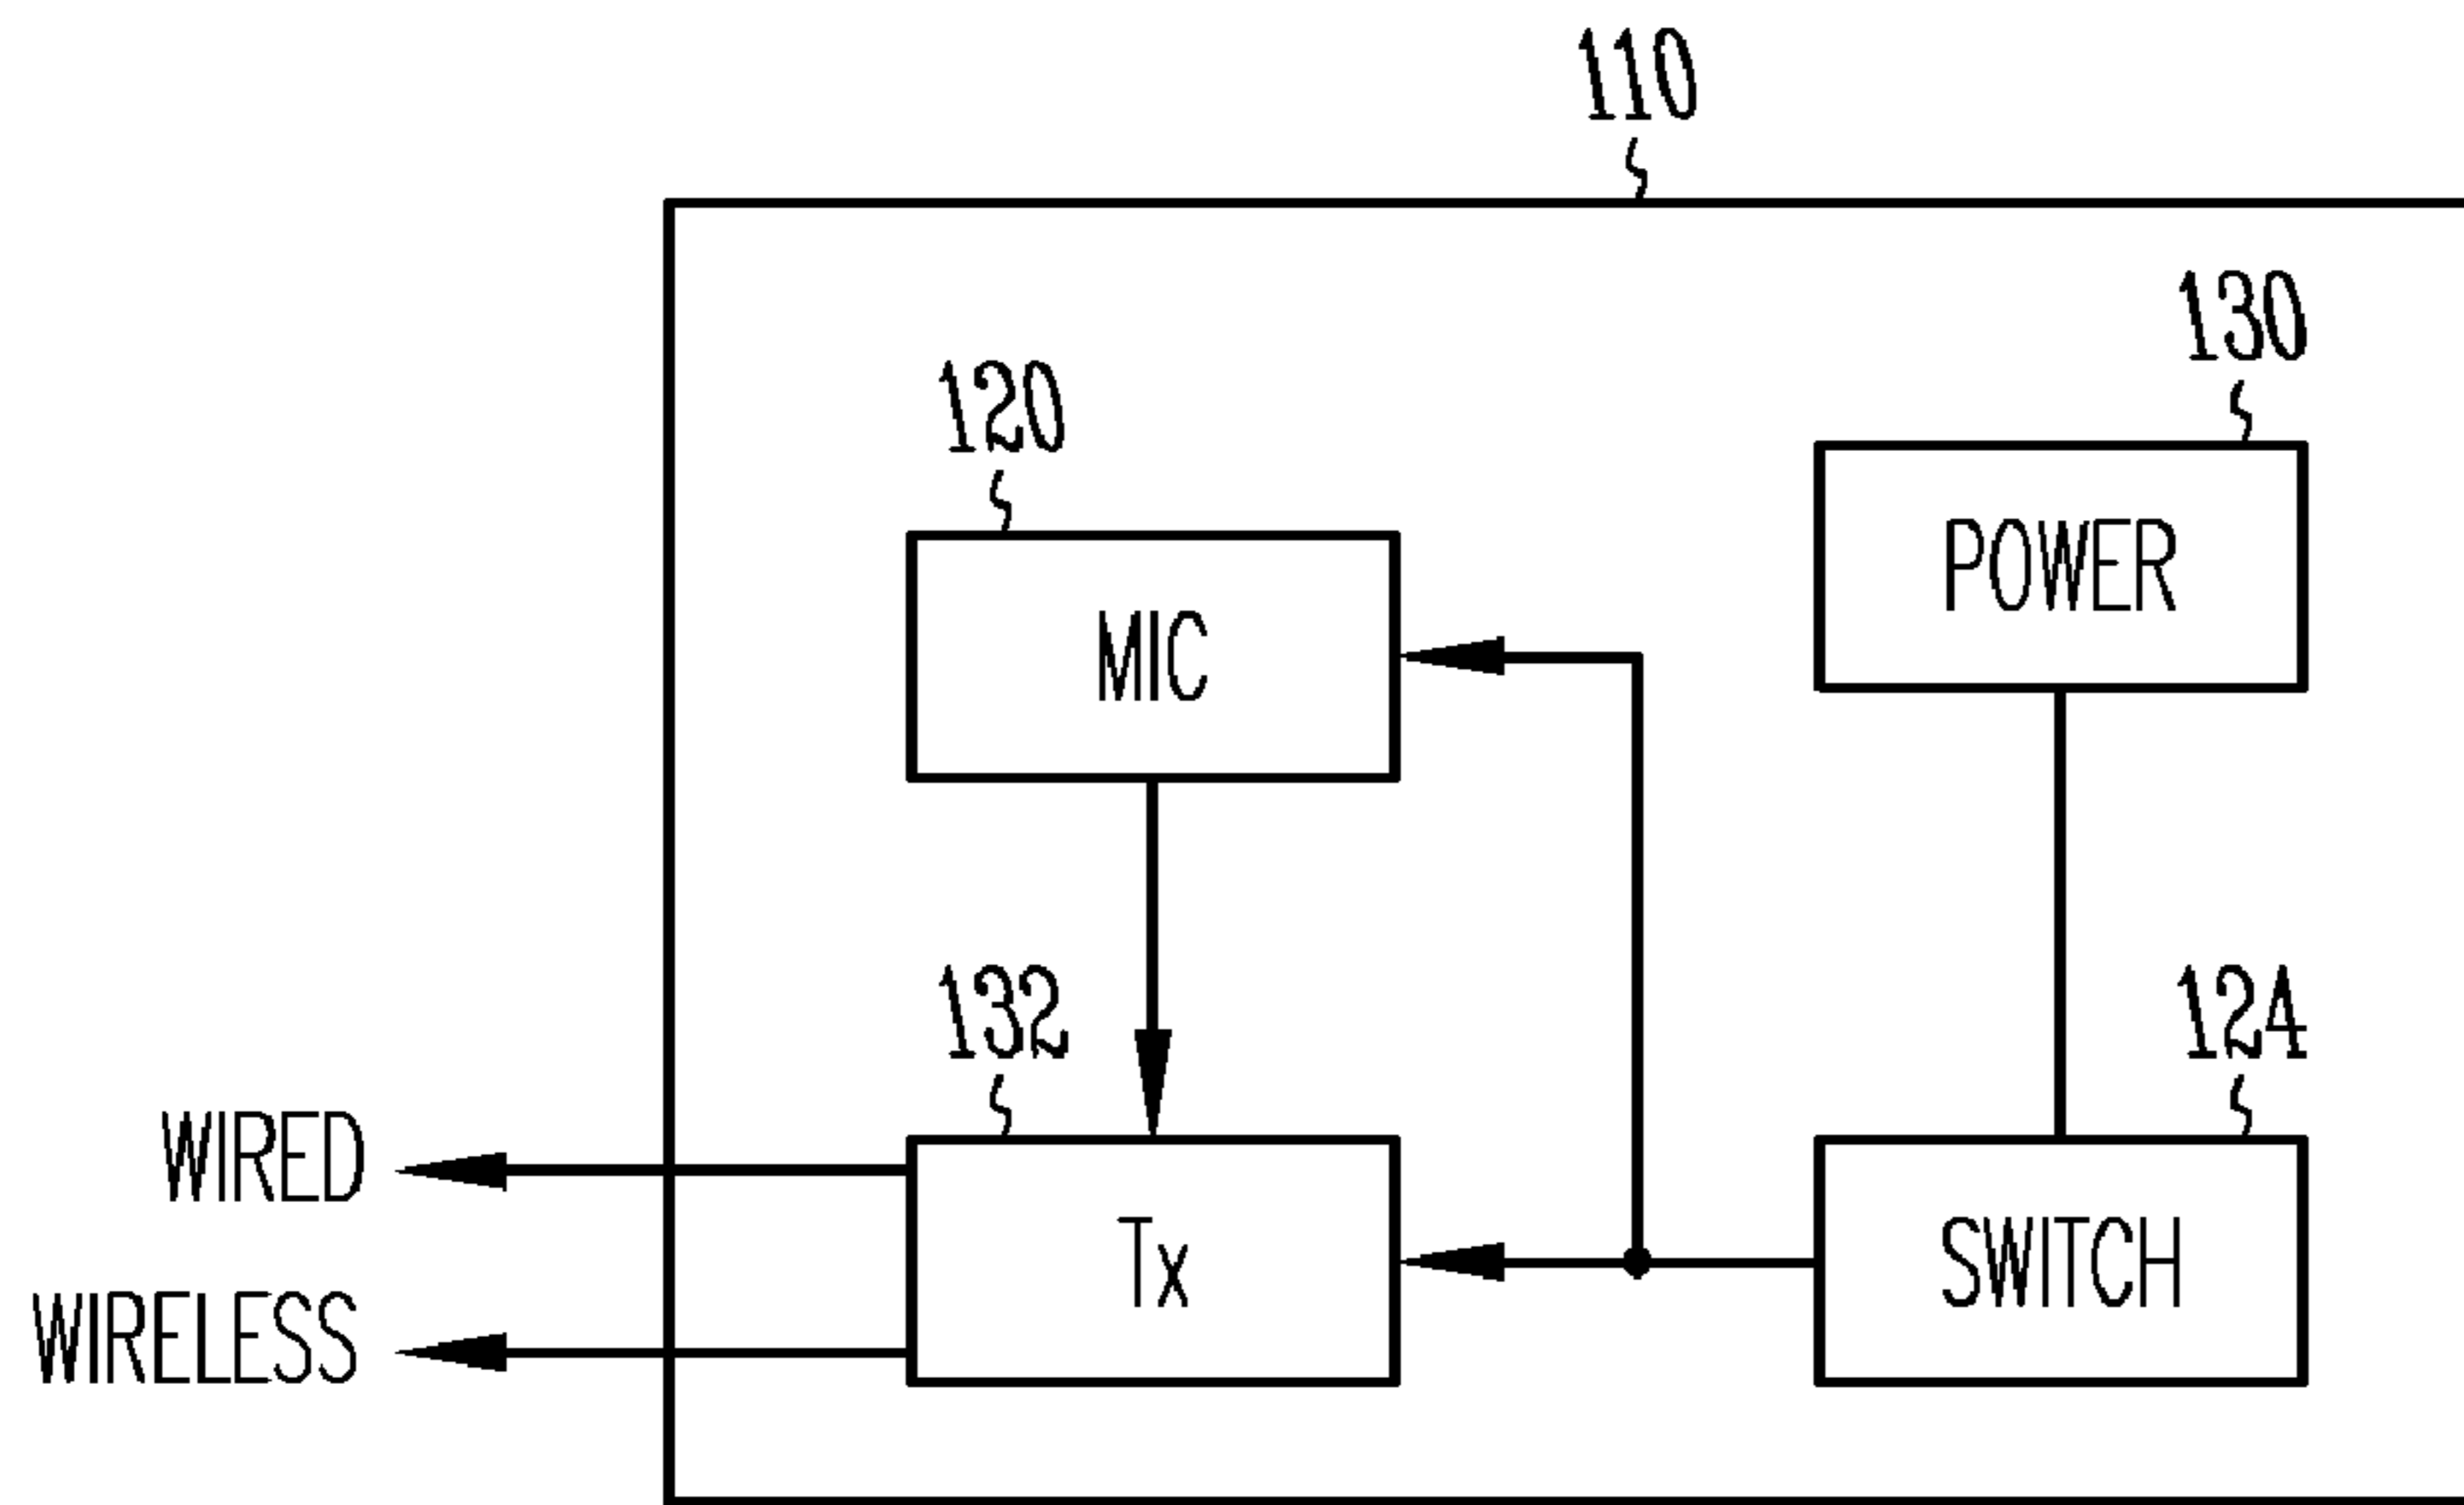 110
130
120
POWER
MIC
132
124
WIRED
Tx
SWITCH
WIRELESS